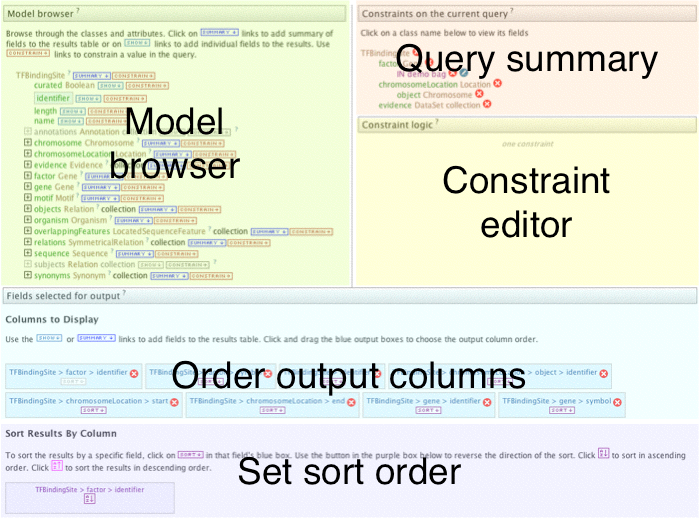 Model browser ?
Browse through the classes and attributes. Click on SUMMARY links to add summary of
fields to the results table or on SHOW links to add individual fields to the results. Use
CONSTRAIN links to constrain a value in the query.
TFBindingSite ? SUMMARY CONSTRAIN
curated Boolean SHOW CONSTRAIN
identifier SHOW CONSTRAIN
length SHOW CONSTRAIN
name SHOW CONSTRAIN
annotations Annotation ?
chromosome Chromosome ? SUMMARY CONSTRAIN
chromosomeLocation Location ? SUMMARY CONSTRAIN
evidence Evidence ? collection SUMMARY CONSTRAIN
factor Gene ? SUMMARY CONSTRAIN
gene Gene ? SUMMARY CONSTRAIN
motif Motif ? SUMMARY CONSTRAIN
objects Relation ? collection SUMMARY CONSTRAIN
organism Organism ? SUMMARY CONSTRAIN
overlappingFeatures LocatedSequenceFeature ? collection SUMMARY CONSTRAIN
relations SymmetricalRelation ? collection SUMMARY CONSTRAIN
sequence Sequence ? SUMMARY CONSTRAIN
subjects Relation collection SUMMARY CONSTRAIN
synonyms Synonym ? collection SUMMARY CONSTRAIN
Model
browser
Constraints on the current query ?
Click on a class name below to view its fields
TFBindingSite
factor
IN demo bag
chromosomeLocation Location
object Chromosome
evidence DataSet collection
Query summary
Constraint logic ?
one constraint
Constraint
editor
Fields selected for output ?
Columns to Display
Use the SHOW or SUMMARY links to add fields to the results table. Click and drag the blue output boxes to choose the output column order.
TFBindingSite > factor > identifier
SORT
TFBindingSite
> object > identifier
TFBindingSite > chromosomeLocation > start
SORT
TFBindingSite > chromosomeLocation > end
SORT
TFBindingSite > gene > identifier
SORT
TFBindingSite > gene > symbol
SORT
Order output columns
Sort Results By Column
To sort the results by a specific field, click on SORT in that field's blue box. Use the button in the purple box below to reverse the direction of the sort. Click to sort in ascending
order. Click to sort the results in descending order.
Set sort order
TFBindingSite > factor > identifier